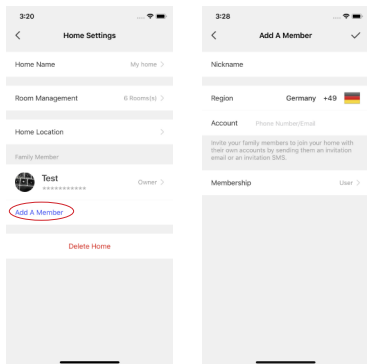 3:20
Home Settings
Home Name
My home
Room Management
6 Rooms(s)
Home Location
Family Member
Test
***********
Owner
Add A Member
Delete Home
3:28
Add A Member
Nickname
Region
Germany +49
Account
Phone Number/Email
Invite your family members to join your home with
their own accounts by sending them an invitation
email or an invitation SMS.
Membership
User